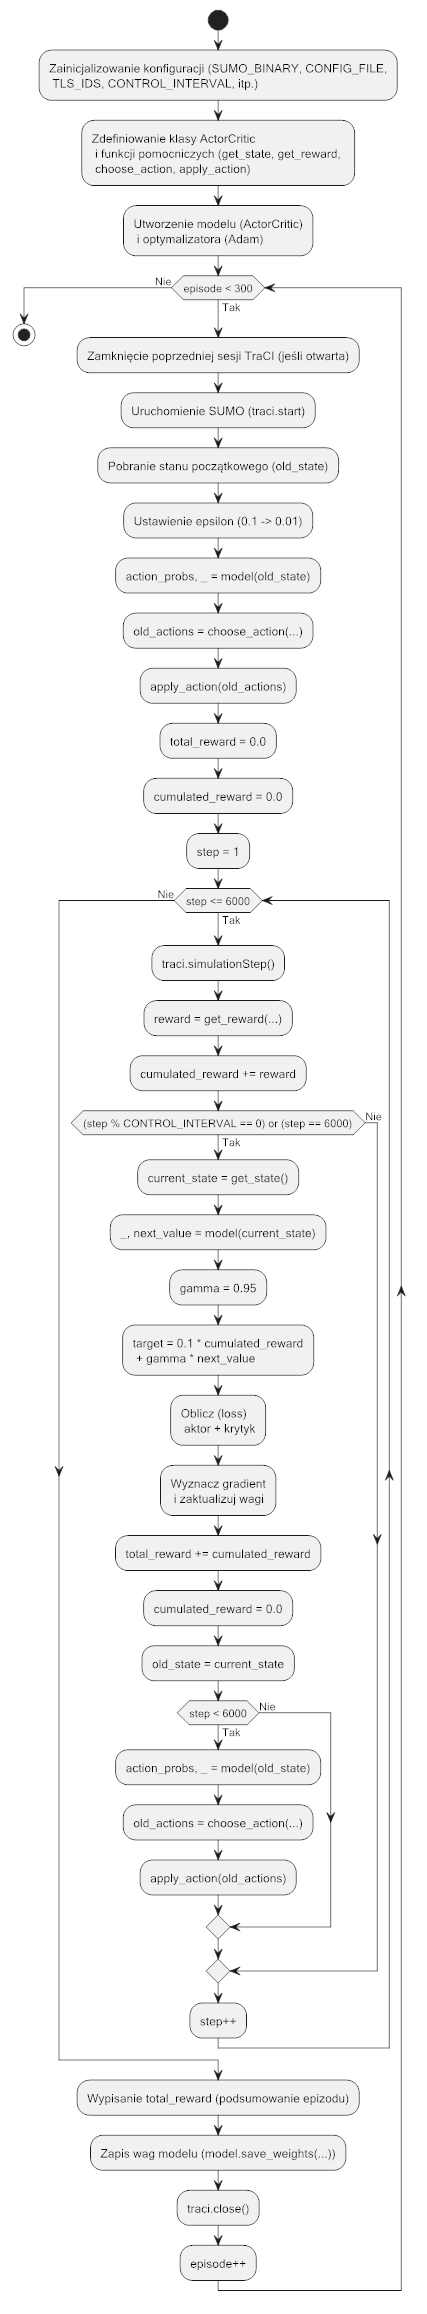 Zainicjalizowanie konfiguracji (SUMO_BINARY, CONFIG_FILE,
TLS_IDS, CONTROL_INTERVAL, itp.)
Zdefiniowanie klasy ActorCritic
i funkcji pomocniczych (get_state, get_reward,
choose_action, apply_action)
Utworzenie modelu (ActorCritic)
i optymalizatora (Adam)
Nie
episode < 300
Tak
Zamknięcie poprzedniej sesji TraCI (jeśli otwarta)
Uruchomienie SUMO (traci.start)
Pobranie stanu początkowego (old_state)
Ustawienie epsilon (0.1 -> 0.01)
action_probs, _ = model(old_state)
old_actions = choose_action(...)
apply_action(old_actions)
total_reward = 0.0
cumulated_reward = 0.0
step = 1
Nie
step <= 6000
Tak
traci.simulationStep()
reward = get_reward(...)
cumulated_reward += reward
(step % CONTROL_INTERVAL == 0) or (step == 6000)
Nie
Tak
current_state = get_state()
_, next_value = model(current_state)
gamma = 0.95
target = 0.1 * cumulated_reward
+ gamma * next_value
Oblicz (loss)
aktor + krytyk
Wyznacz gradient
i zaktualizuj wagi
total_reward += cumulated_reward
cumulated_reward = 0.0
old_state = current_state
step < 6000
Nie
Tak
action_probs, _ = model(old_state)
old_actions = choose_action(...)
apply_action(old_actions)
step++
Wypisanie total_reward (podsumowanie epizodu)
Zapis wag modelu (model.save_weights(...))
traci.close()
episode++